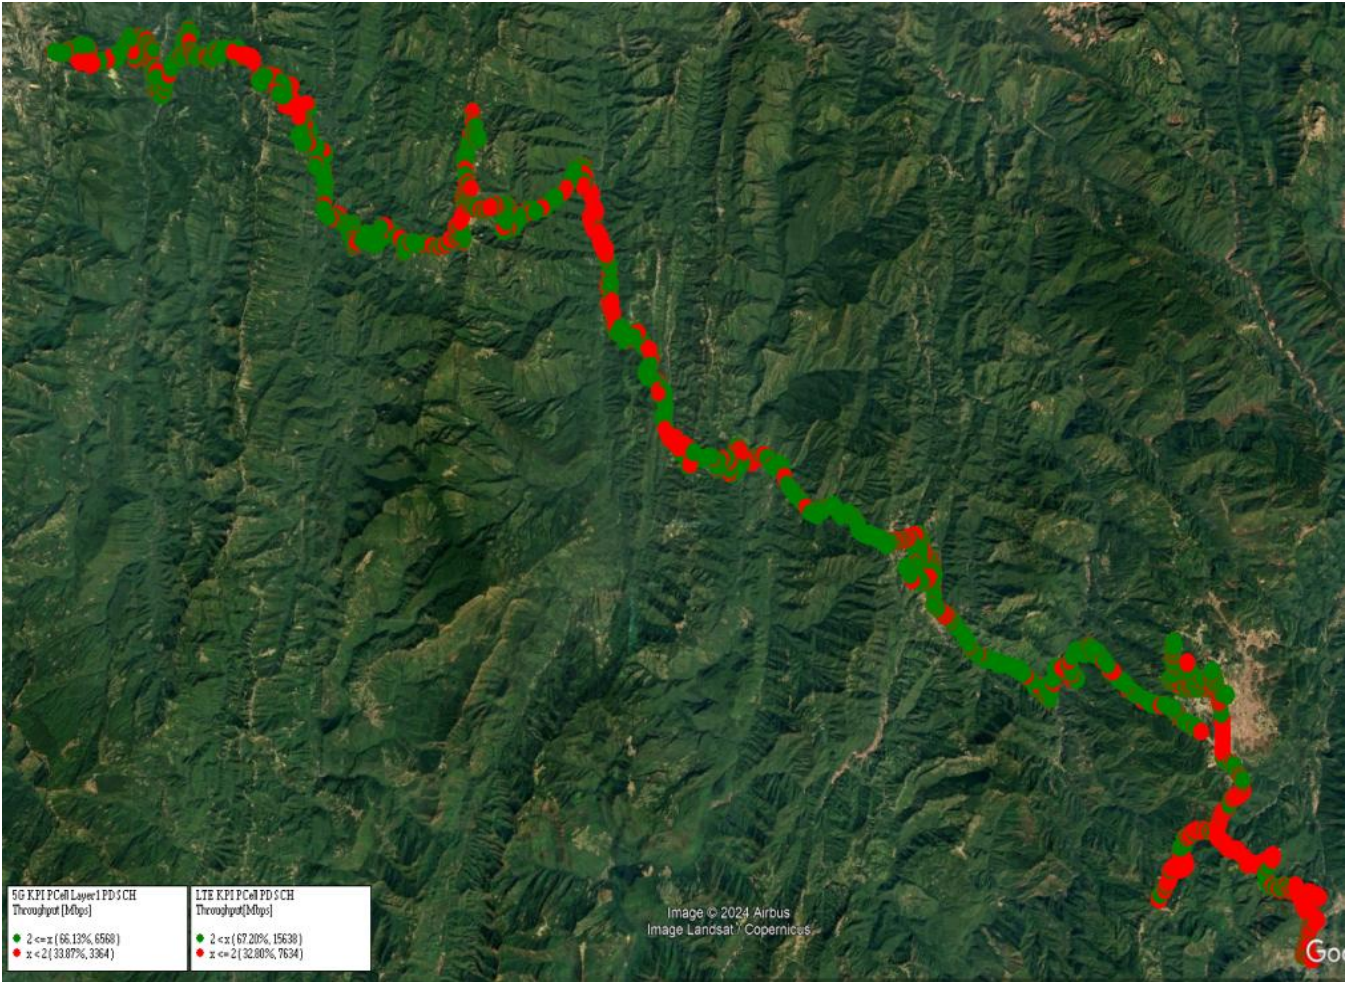 5G KPI PCell Layer1 PDSCH
Throughput [Mbps]
2 <= x ( 66.13%, 6568 )
x < 2 ( 33.87%, 3364 )
LTE KPI PCell PDSCH
Throughput[Mbps]
2 < x ( 67.20%, 15638 )
x <= 2 ( 32.80%, 7634 )
Image © 2024 Airbus
Image Landsat / Copernicus
Goo